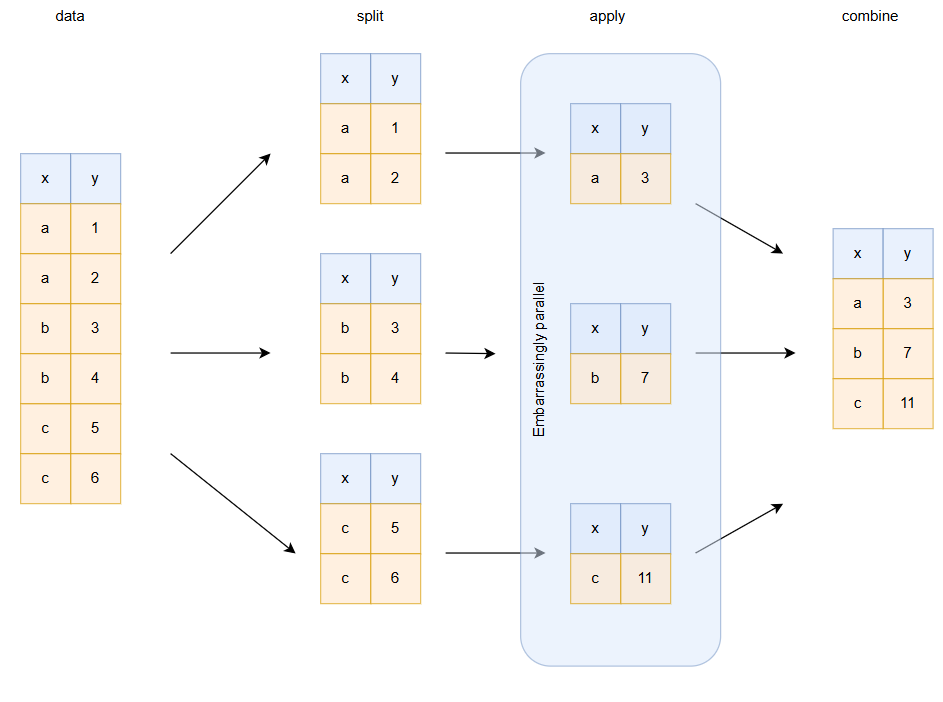 data split apply combine
x y
a 1
a 2
b 3
b 4
c 5
c 6
x y
a 1
a 2
x y
b 3
b 4
x y
c 5
c 6
Embarrassingly parallel
x y
a 3
x y
b 7
x y
c 11
x y
a 3
b 7
c 11